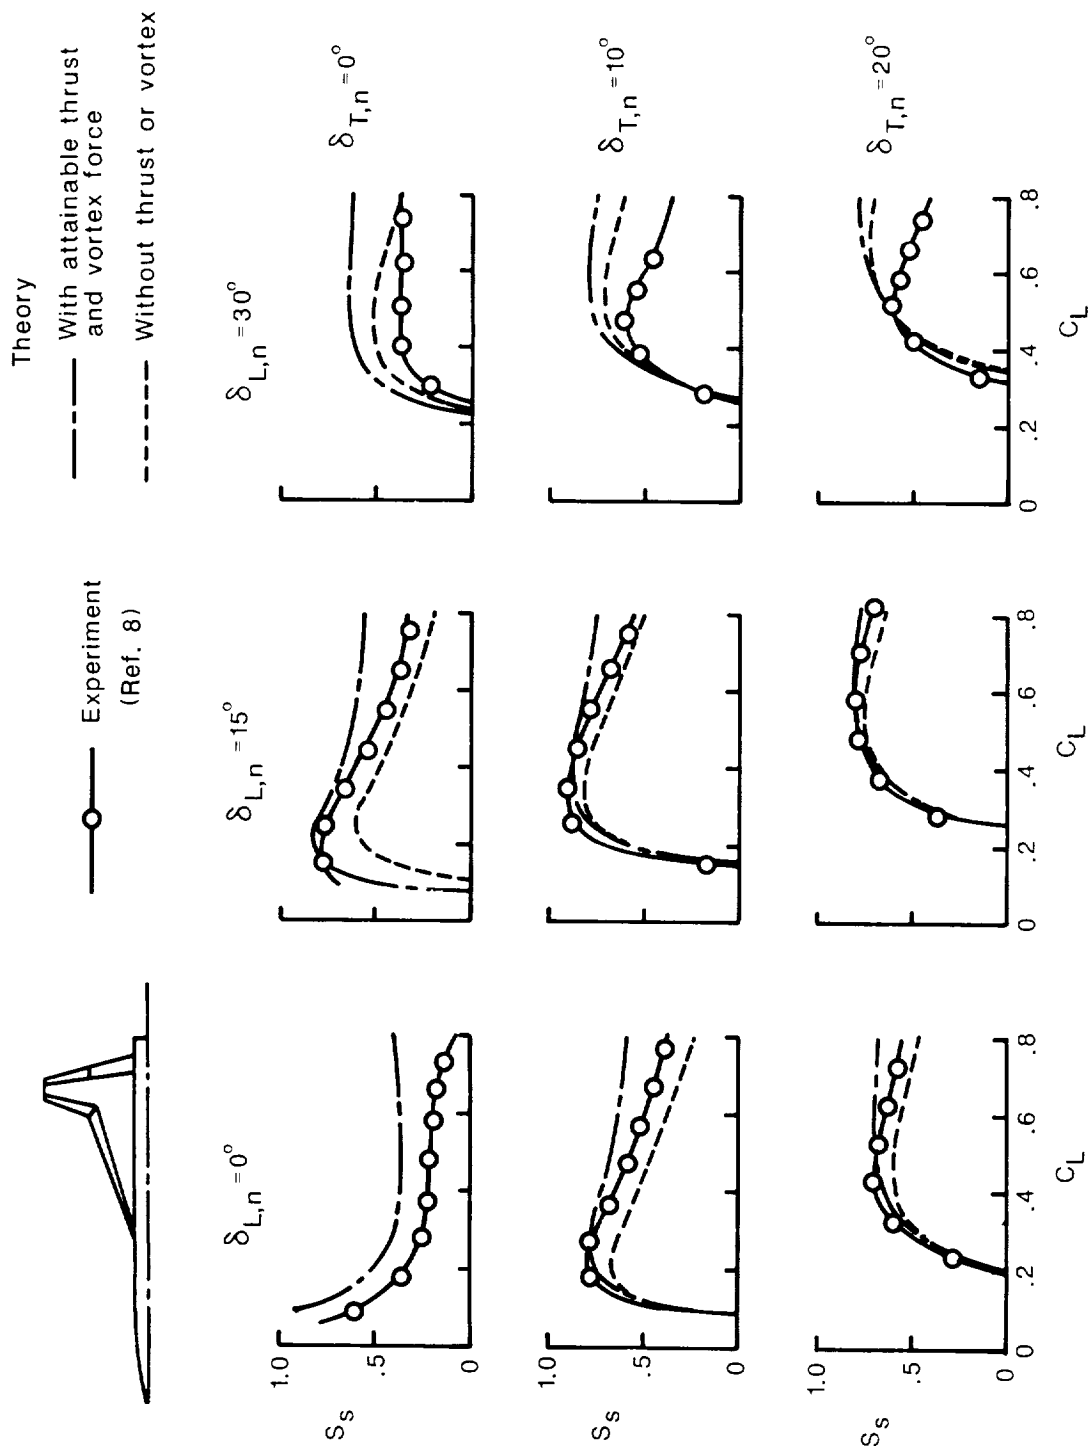 Theory
With attainable thrust
and vortex force
Without thrust or vortex
Experiment
(Ref. 8)
δL,n = 0°
δL,n = 15°
δL,n = 30°
1.0
.5
0
Ss
δT,n = 0°
1.0
.5
0
Ss
δT,n = 10°
1.0
.5
0
Ss
δT,n = 20°
0 .2 .4 .6 .8
CL
0 .2 .4 .6 .8
CL
0 .2 .4 .6 .8
CL